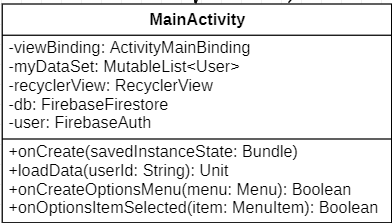 MainActivity
-viewBinding: ActivityMainBinding
-myDataSet: MutableList<User>
-recyclerView: RecyclerView
-db: FirebaseFirestore
-user: FirebaseAuth
+onCreate(savedInstanceState: Bundle)
+loadData(userId: String): Unit
+onCreateOptionsMenu(menu: Menu): Boolean
+onOptionsItemSelected(item: MenuItem): Boolean